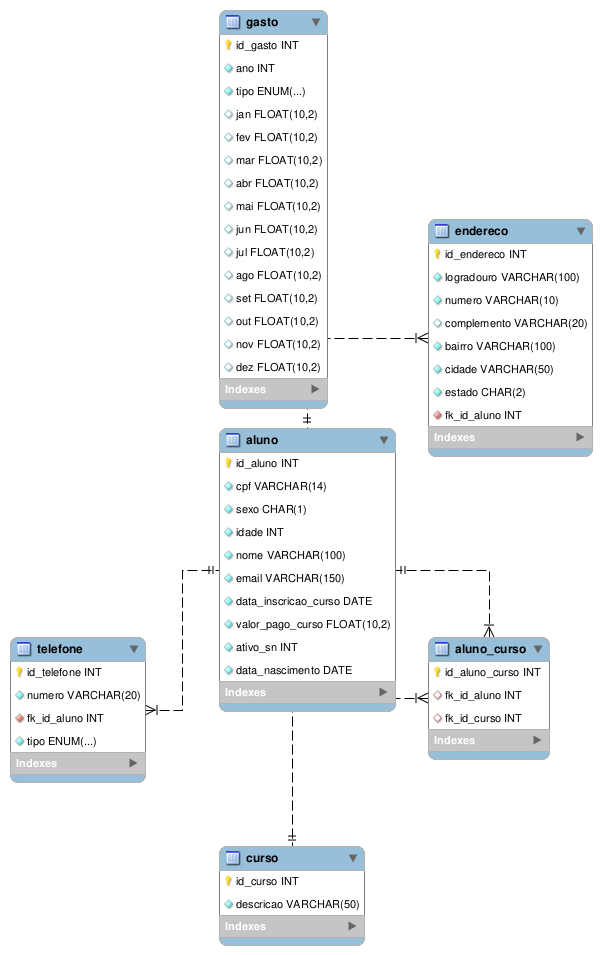 gasto
id_gasto INT
ano INT
tipo ENUM(...)
jan FLOAT(10,2)
fev FLOAT(10,2)
mar FLOAT(10,2)
abr FLOAT(10,2)
mai FLOAT(10,2)
jun FLOAT(10,2)
jul FLOAT(10,2)
ago FLOAT(10,2)
set FLOAT(10,2)
out FLOAT(10,2)
nov FLOAT(10,2)
dez FLOAT(10,2)
Indexes
endereco
id_endereco INT
logradouro VARCHAR(100)
numero VARCHAR(10)
complemento VARCHAR(20)
bairro VARCHAR(100)
cidade VARCHAR(50)
estado CHAR(2)
fk_id_aluno INT
Indexes
aluno
id_aluno INT
cpf VARCHAR(14)
sexo CHAR(1)
idade INT
nome VARCHAR(100)
email VARCHAR(150)
data_inscricao_curso DATE
valor_pago_curso FLOAT(10,2)
ativo_sn INT
data_nascimento DATE
Indexes
telefone
id_telefone INT
numero VARCHAR(20)
fk_id_aluno INT
tipo ENUM(...)
Indexes
aluno_curso
id_aluno_curso INT
fk_id_aluno INT
fk_id_curso INT
Indexes
curso
id_curso INT
descricao VARCHAR(50)
Indexes